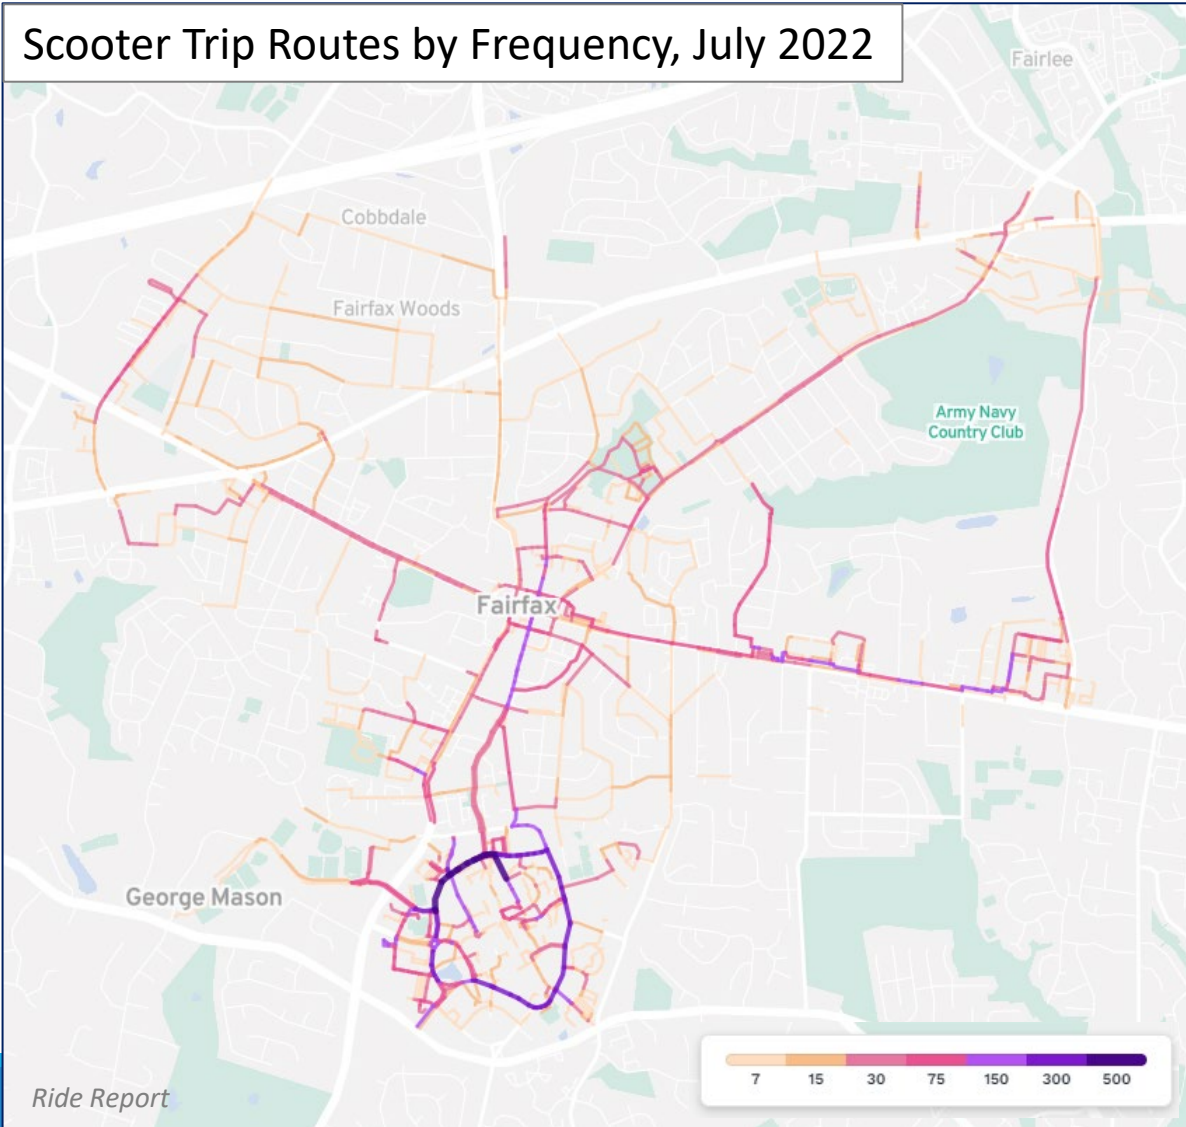 Scooter Trip Routes by Frequency, July 2022
Fairlee
Cobbdale
Fairfax Woods
Army Navy
Country Club
Fairfax
George Mason
7 15 30 75 150 300 500
Ride Report